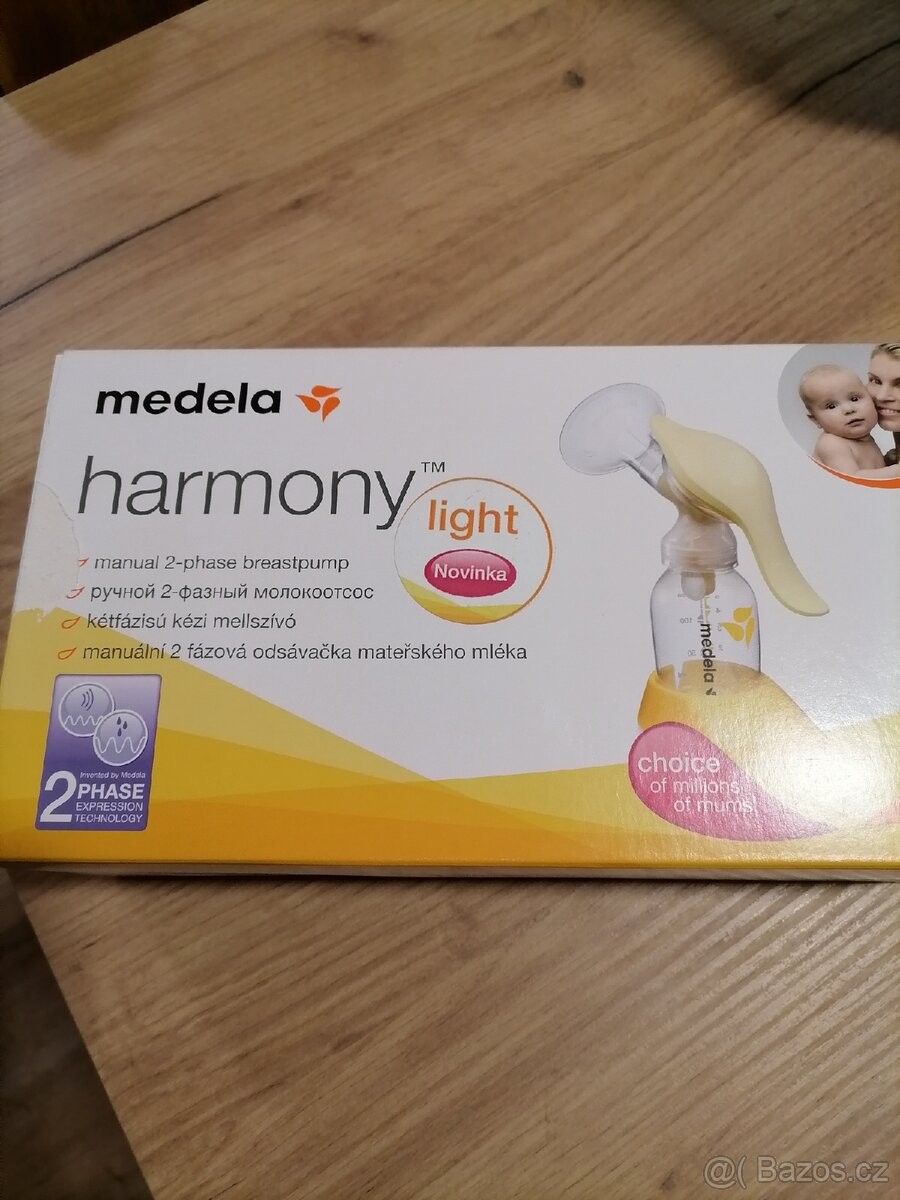 medela
harmony™
light
Novinka
manual 2-phase breastpump
ручной 2-фазный молокоотсос
kétfázisú kézi mellszívó
manuální 2 fázová odsávačka mateřského mléka
medela
Invented by Medela
2 PHASE
EXPRESSION
TECHNOLOGY
choice
of millions
of mums
@( Bazos.cz